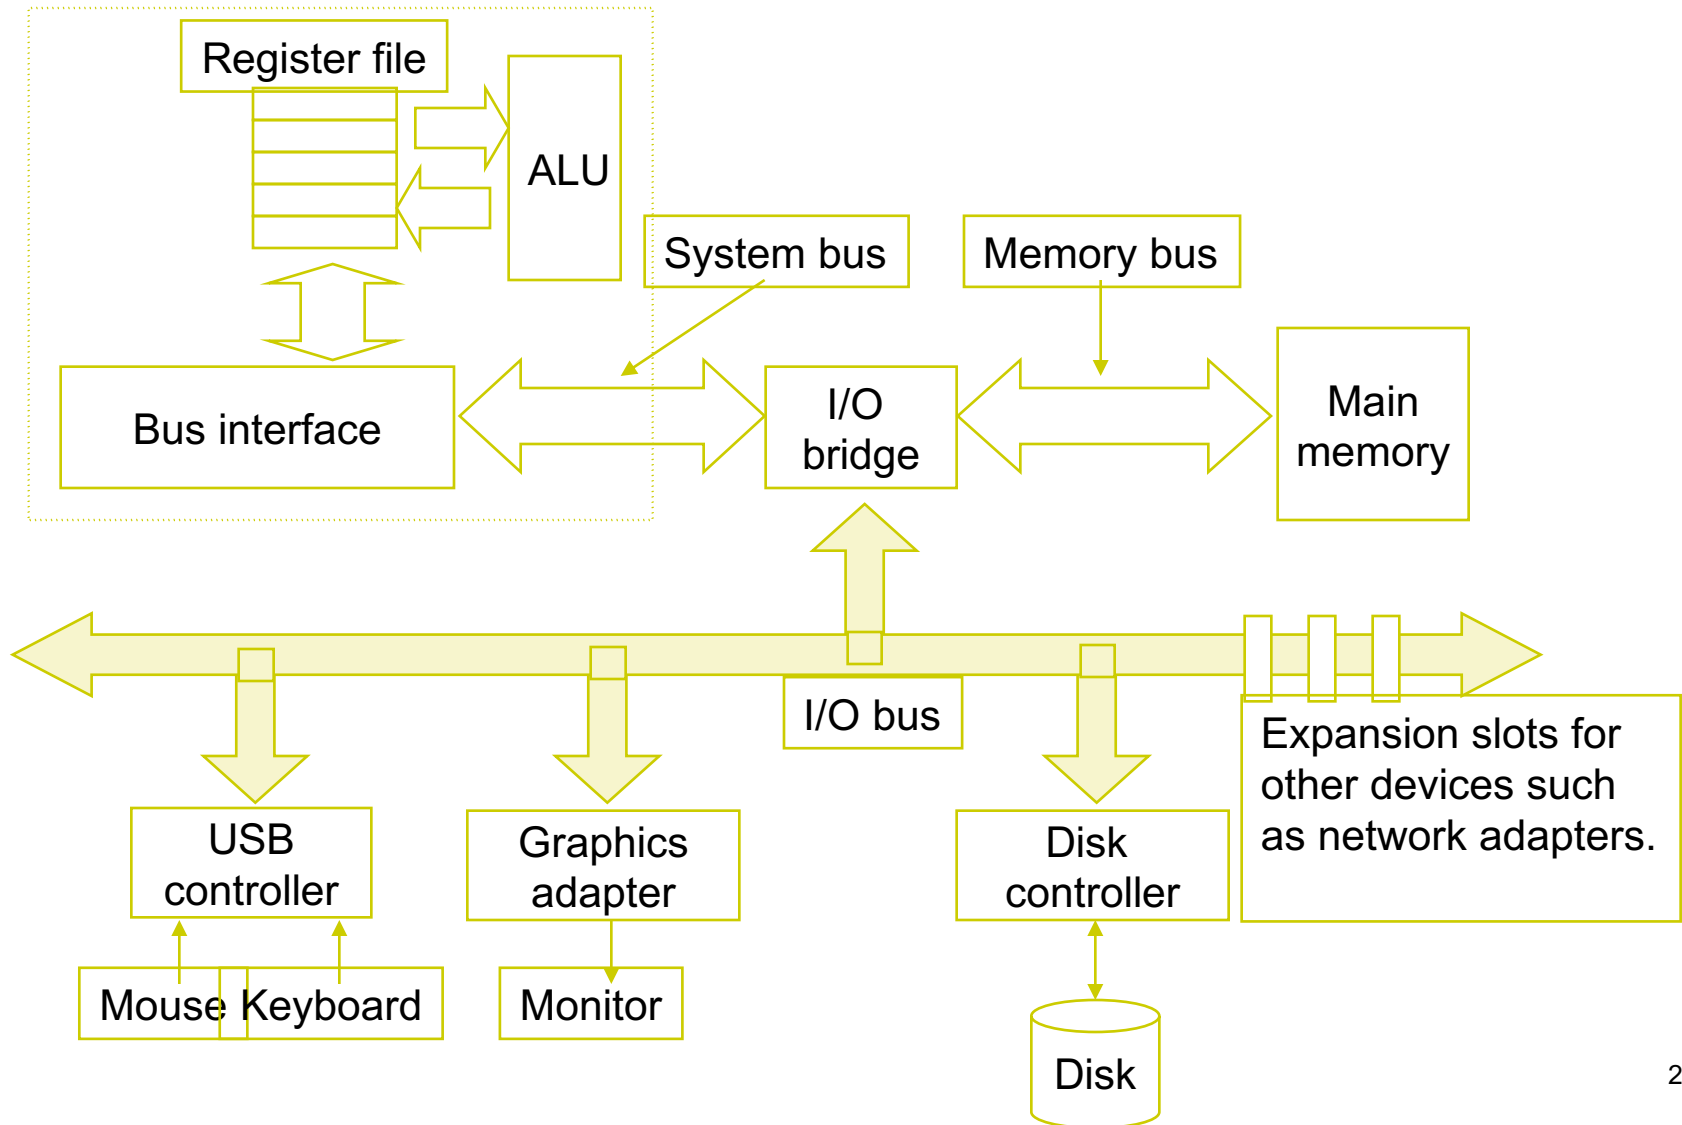 Register file
ALU
System bus
Memory bus
Bus interface
I/O
bridge
Main
memory
I/O bus
Expansion slots for
other devices such
as network adapters.
USB
controller
Graphics
adapter
Disk
controller
Mouse
Keyboard
Monitor
Disk
2